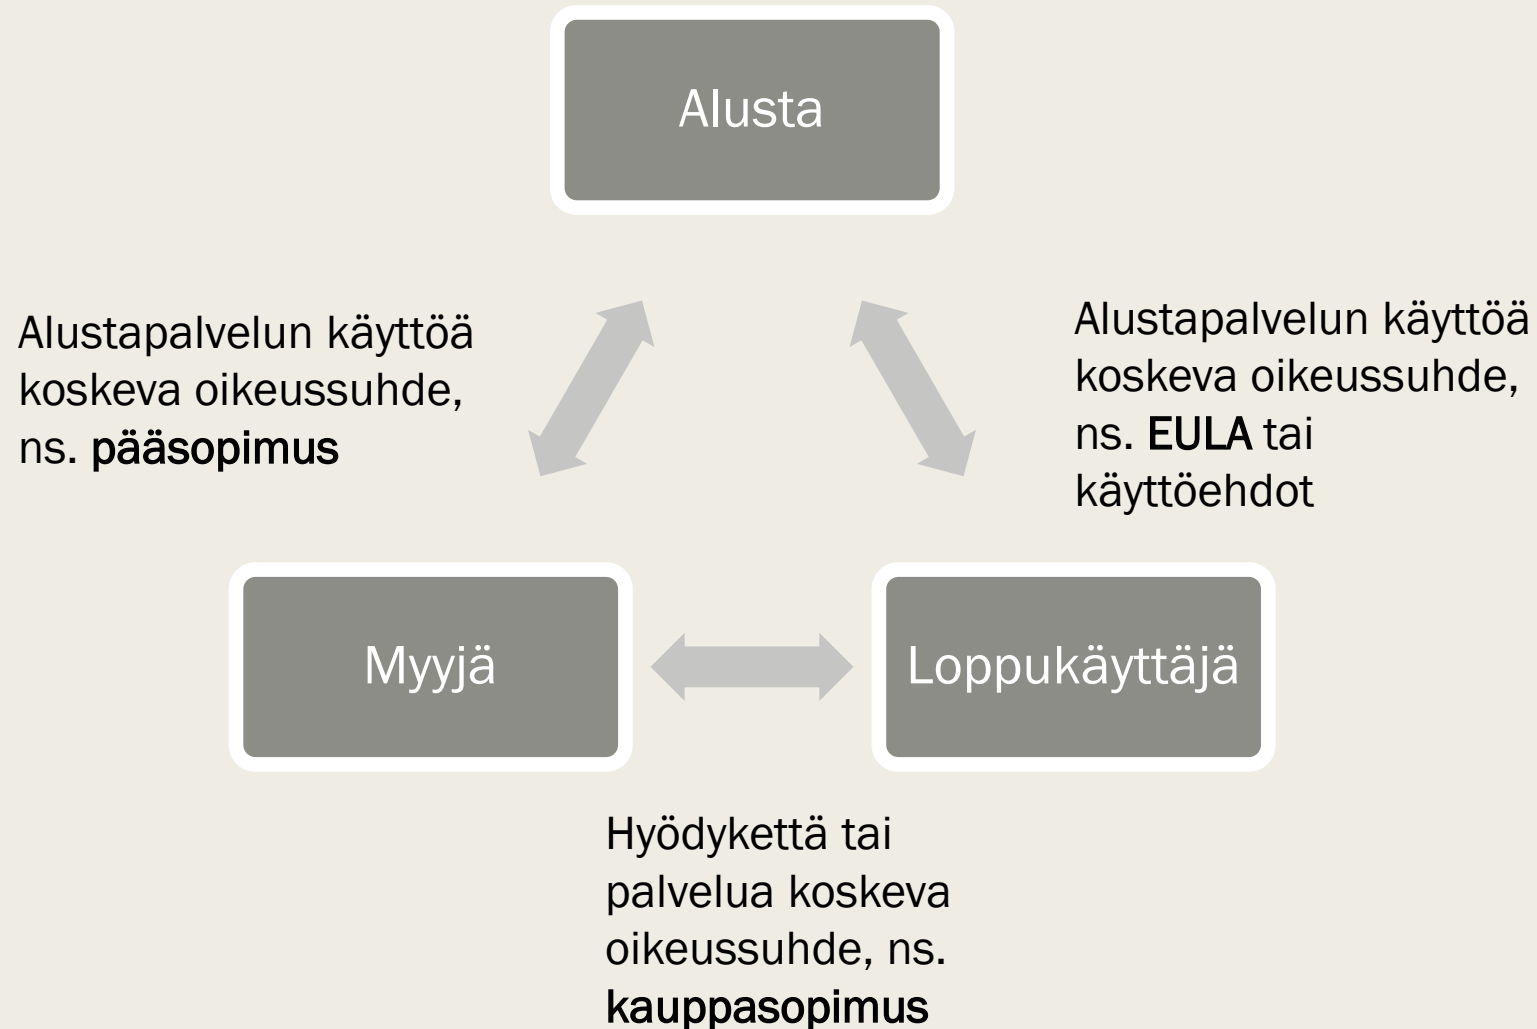 Alusta
Alustapalvelun käyttöä
koskeva oikeussuhde,
ns. pääsopimus
Alustapalvelun käyttöä
koskeva oikeussuhde,
ns. EULA tai
käyttöehdot
Myyjä
Loppukäyttäjä
Hyödykettä tai
palvelua koskeva
oikeussuhde, ns.
kauppasopimus